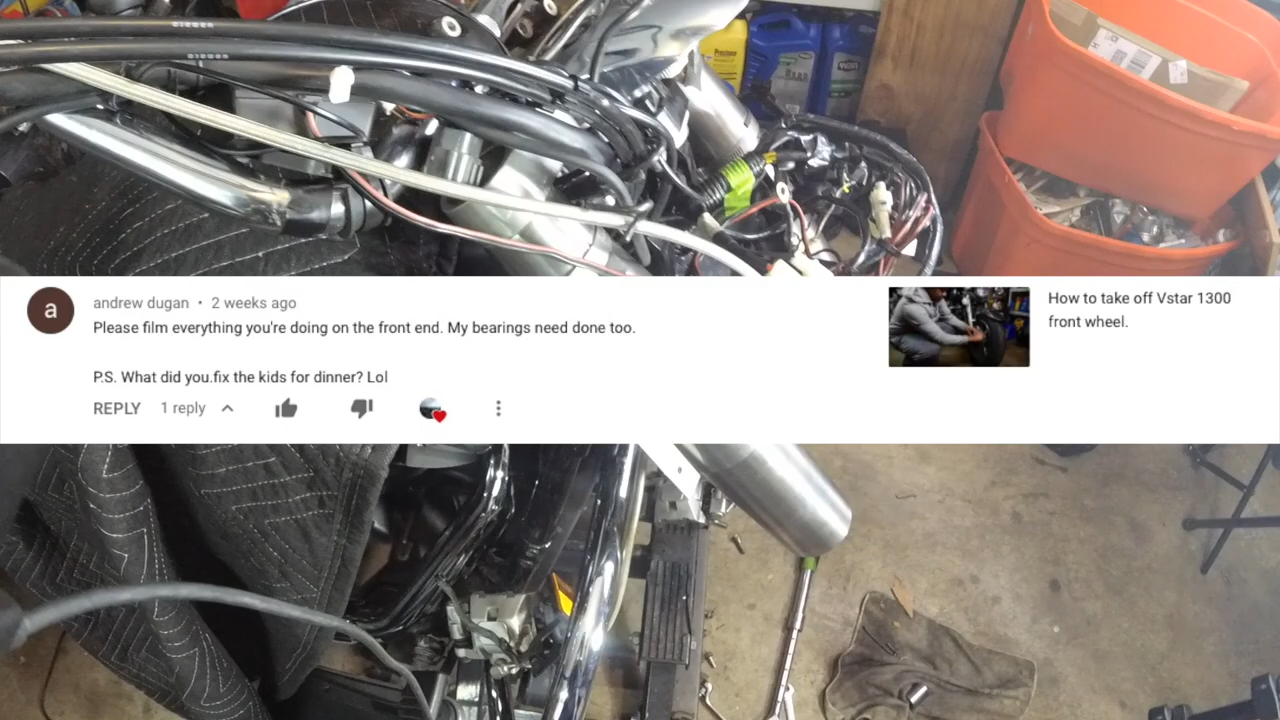 Prestone
a
andrew dugan • 2 weeks ago
Please film everything you're doing on the front end. My bearings need done too.
P.S. What did you.fix the kids for dinner? Lol
REPLY 1 reply
How to take off Vstar 1300
front wheel.